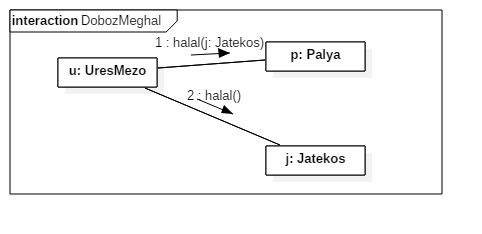 interaction DobozMeghal
1 : halal(j: Jatekos)
p: Palya
u: UresMezo
2 : halal()
j: Jatekos